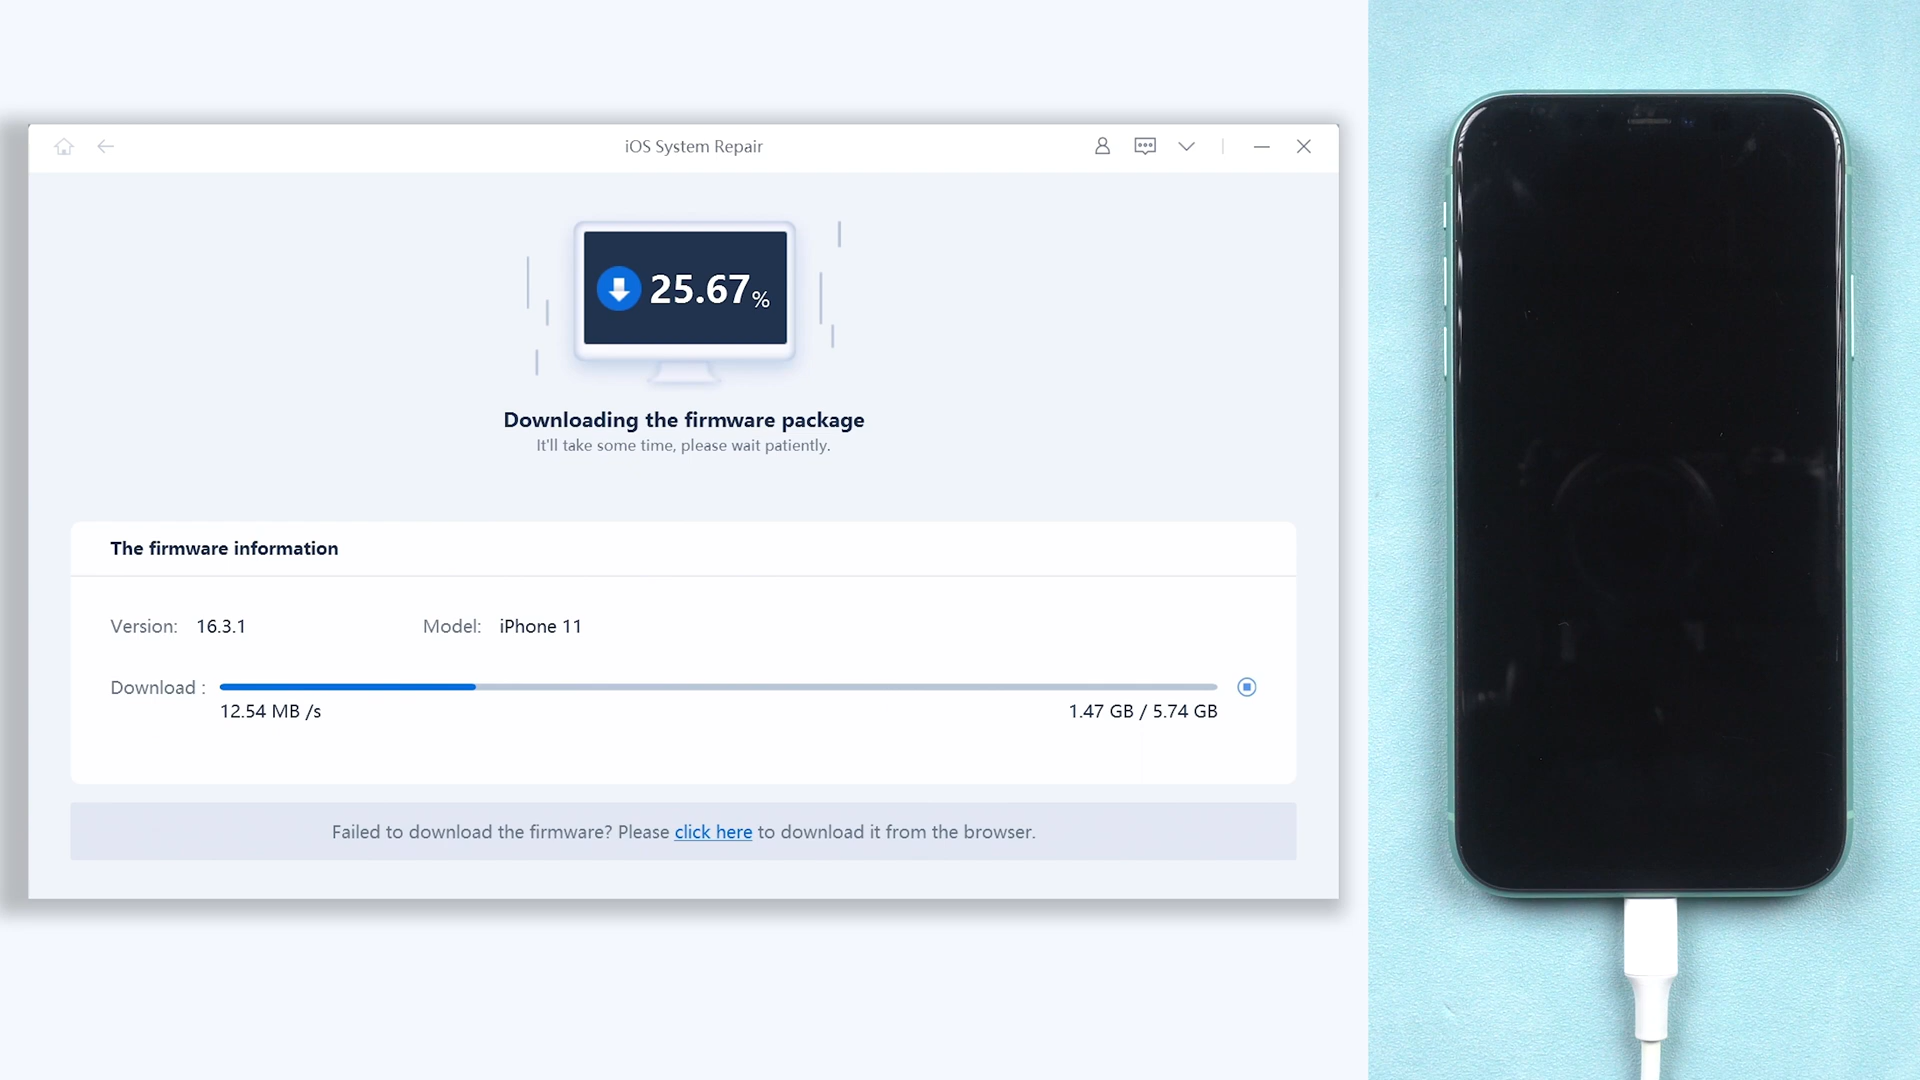 iOS System Repair
25.67%
Downloading the firmware package
It'll take some time, please wait patiently.
The firmware information
Version: 16.3.1 Model: iPhone 11
Download :
12.54 MB /s 1.47 GB / 5.74 GB
Failed to download the firmware? Please click here to download it from the browser.